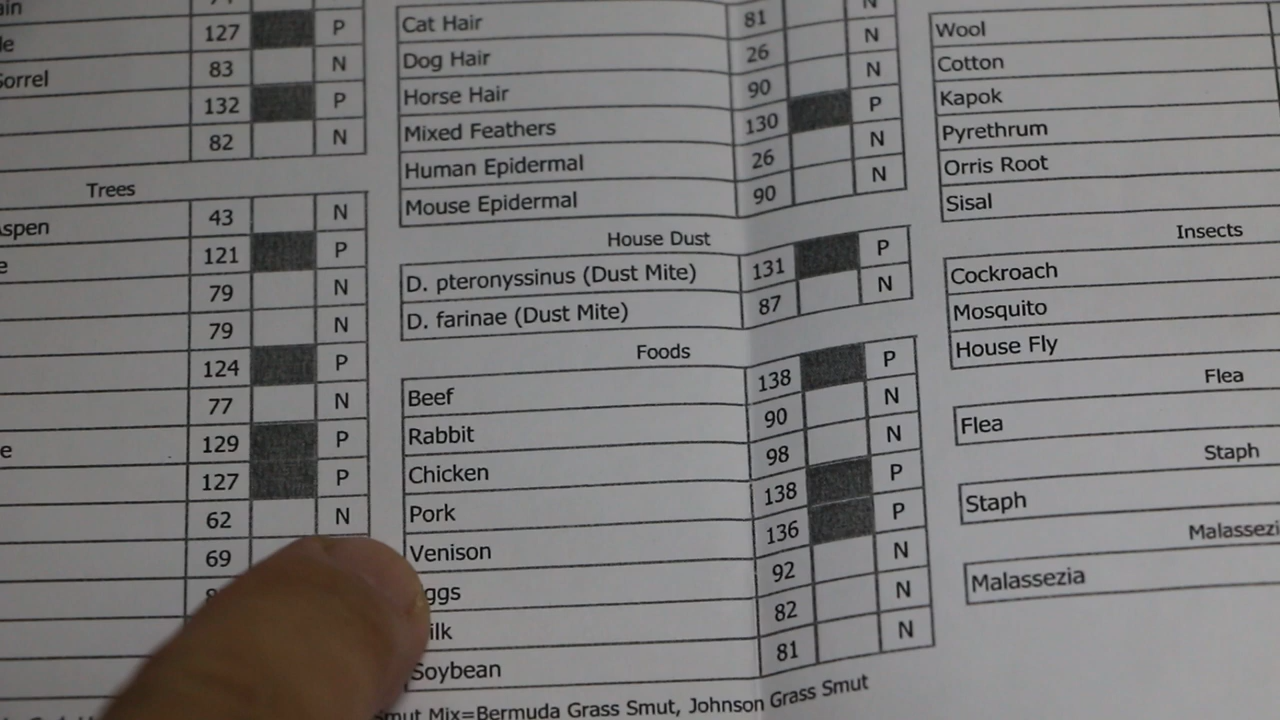 127 P
Sorrel 83 N
132 P
82 N
Trees
Aspen 43 N
121 P
79 N
79 N
124 P
77 N
129 P
127 P
62 N
69
Cat Hair 81 N
Dog Hair 26 N
Horse Hair 90 N
Mixed Feathers 130 P
Human Epidermal 26 N
Mouse Epidermal 90 N
House Dust
D. pteronyssinus (Dust Mite) 131 P
D. farinae (Dust Mite) 87 N
Foods
Beef 138 P
Rabbit 90 N
Chicken 98 N
Pork 138 P
Venison 136 P
ggs 92 N
ilk 82 N
Soybean 81 N
Smut Mix=Bermuda Grass Smut, Johnson Grass Smut
Wool
Cotton
Kapok
Pyrethrum
Orris Root
Sisal
Insects
Cockroach
Mosquito
House Fly
Flea
Flea
Staph
Staph
Malassezi
Malassezia